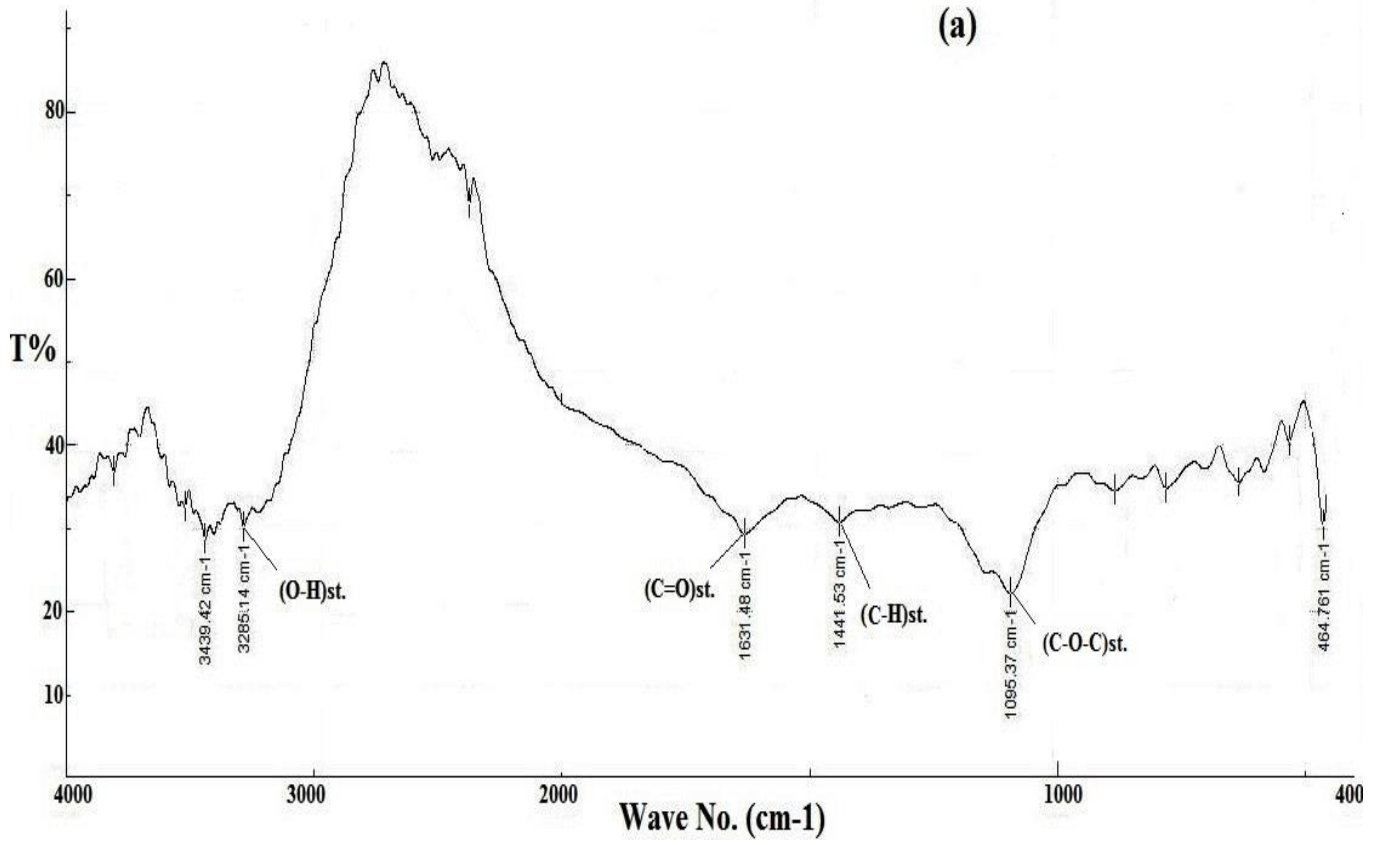 (a)
80
60
T%
40
20
10
(O-H)st.
(C=O)st.
(C-H)st.
(C-O-C)st.
3439.42 cm-1
3285.14 cm-1
1631.48 cm-1
1441.53 cm-1
1095.37 cm-1
464.761 cm-1
4000
3000
2000
1000
400
Wave No. (cm-1)